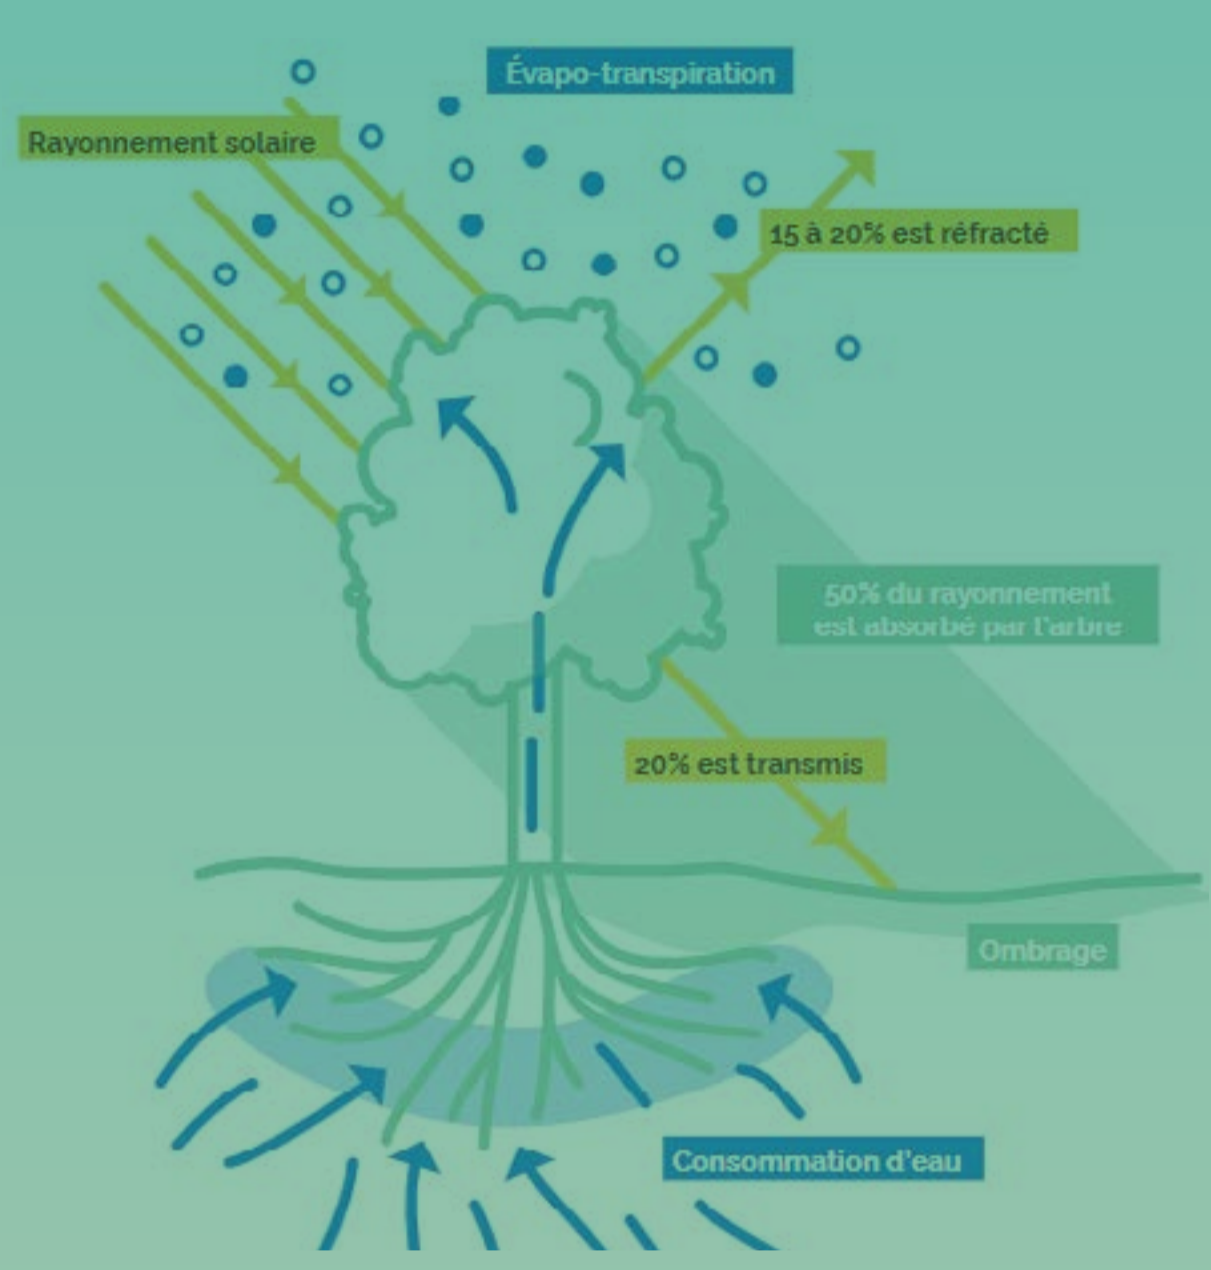 Évapo-transpiration
Rayonnement solaire
15 à 20% est réfracté
50% du rayonnement
est absorbé par l'arbre
20% est transmis
Ombrage
Consommation d'eau